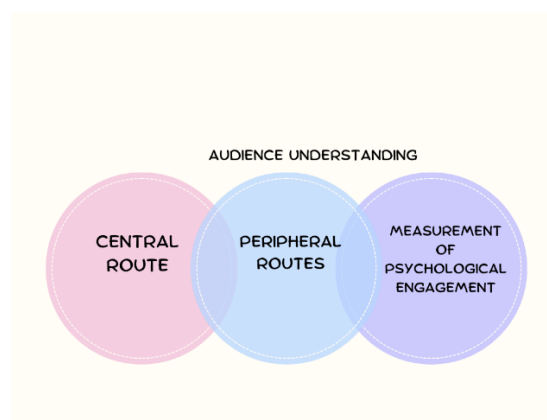 AUDIENCE UNDERSTANDING
CENTRAL
ROUTE
PERIPHERAL
ROUTES
MEASUREMENT
OF
PSYCHOLOGICAL
ENGAGEMENT